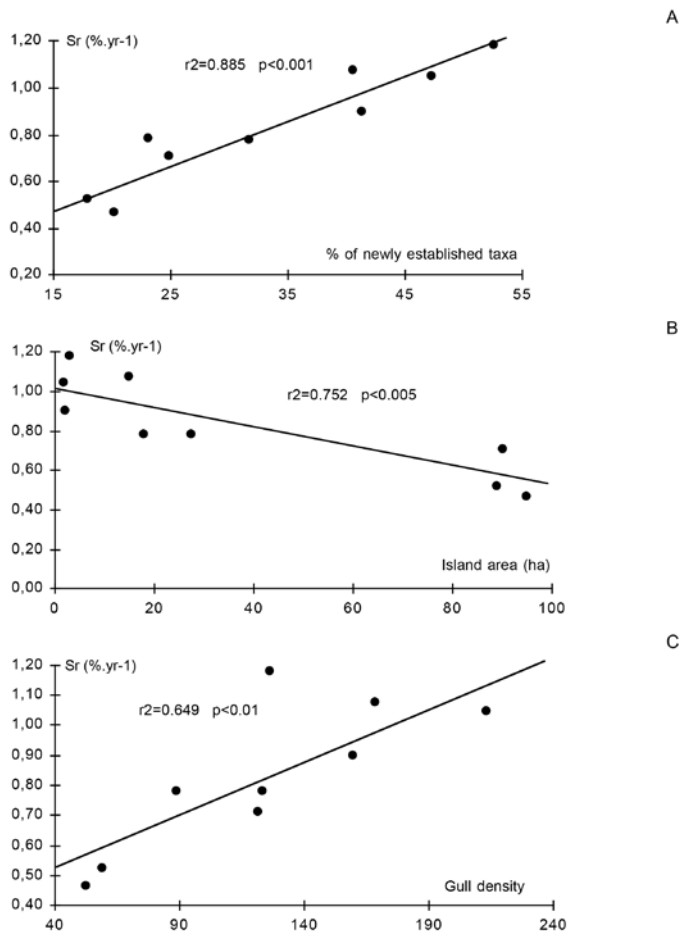 A
Sr (%.yr-1)
r2=0.885 p<0.001
1,20
1,00
0,80
0,60
0,40
0,20
% of newly established taxa
15 25 35 45 55
B
Sr (%.yr-1)
r2=0.752 p<0.005
1,20
1,00
0,80
0,60
0,40
0,20
0,00
Island area (ha)
0 20 40 60 80 100
C
Sr (%.yr-1)
r2=0.649 p<0.01
1,20
1,10
1,00
0,90
0,80
0,70
0,60
0,50
0,40
Gull density
40 90 140 190 240